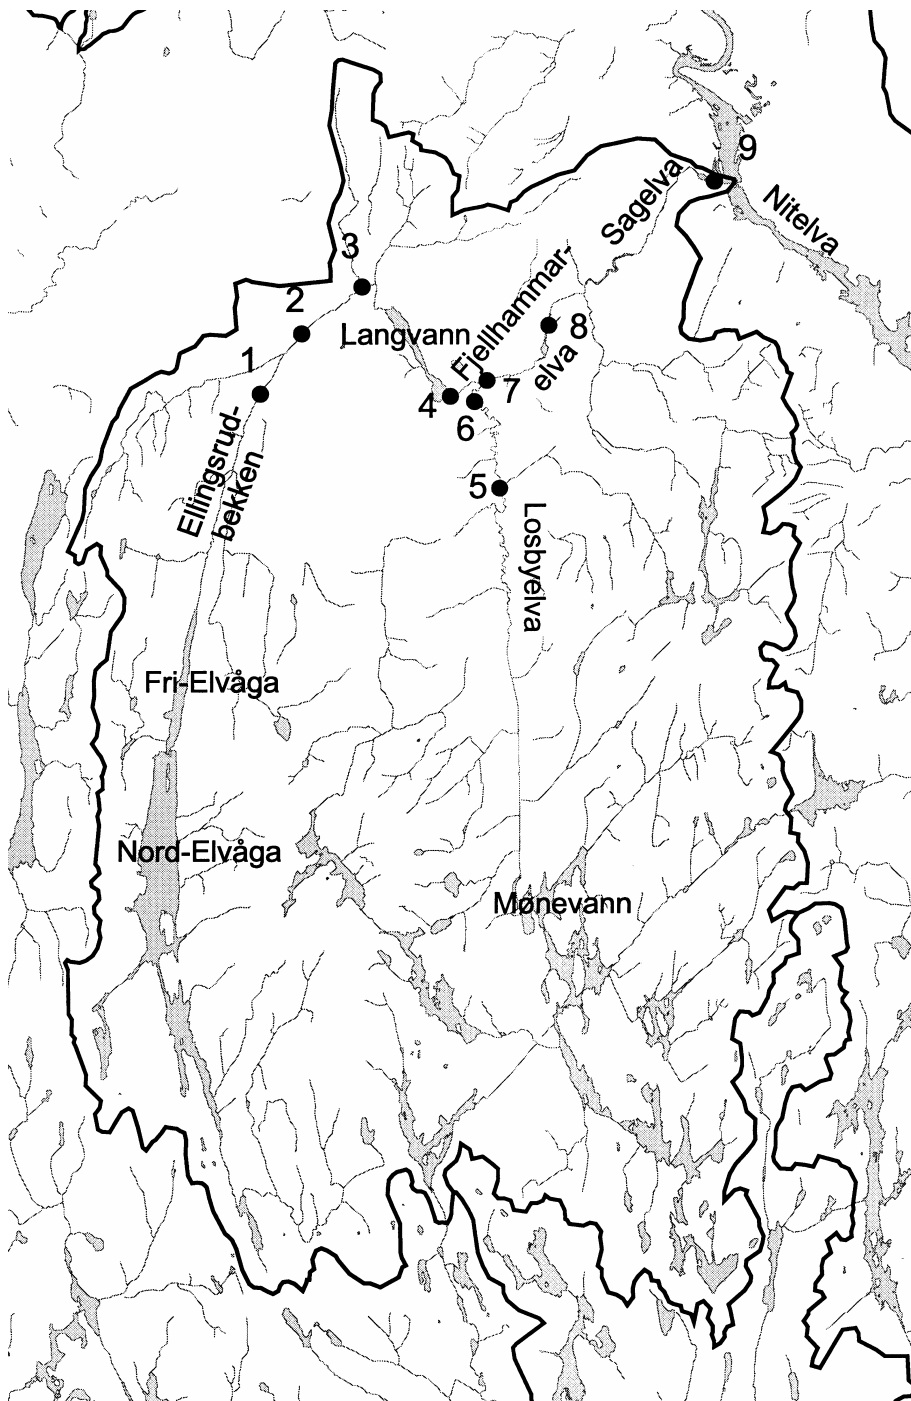 9
Sagelva
Nitelva
3
2
Langvann
Fjellhammar-
elva
8
1
7
4
6
Ellingsrud-
bekken
5
Losbyelva
Fri-Elvåga
Nord-Elvåga
Mønevann